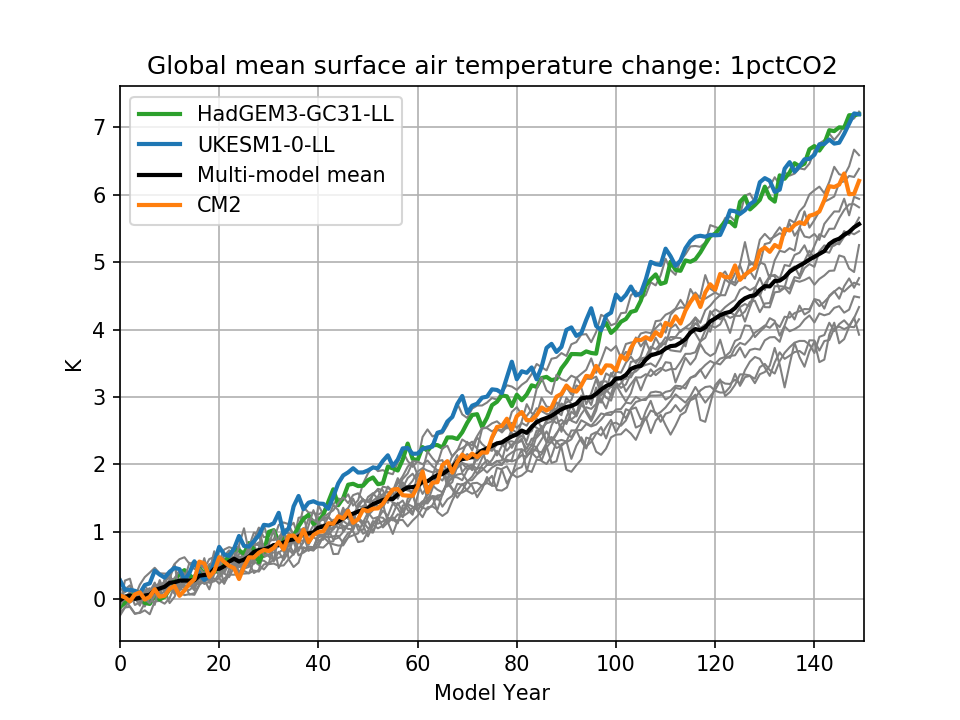 Global mean surface air temperature change: 1pctCO2
HadGEM3-GC31-LL
UKESM1-0-LL
Multi-model mean
CM2
7
6
5
4
3
2
1
0
K
0 20 40 60 80 100 120 140
Model Year